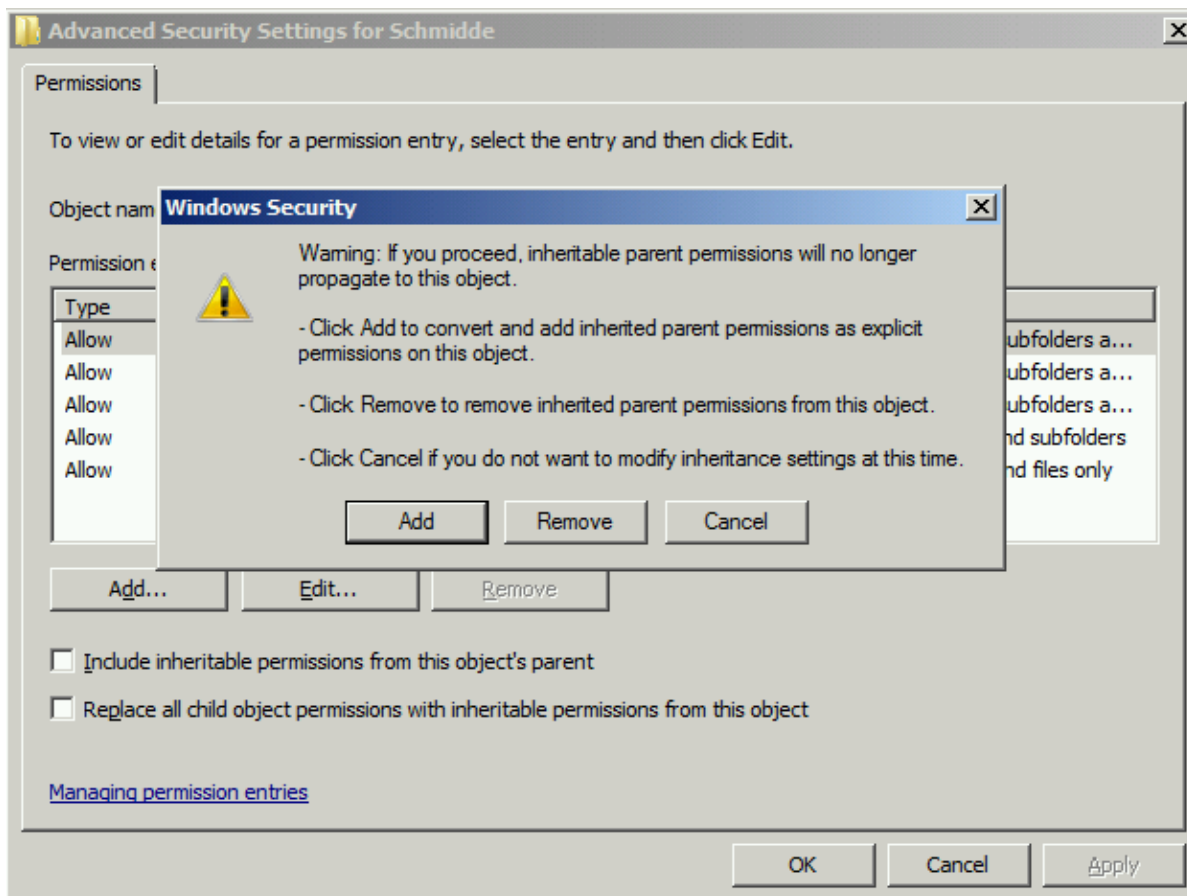 Advanced Security Settings for Schmidde
Permissions
To view or edit details for a permission entry, select the entry and then click Edit.
Object nam
Windows Security
Permission e
Warning: If you proceed, inheritable parent permissions will no longer
propagate to this object.
- Click Add to convert and add inherited parent permissions as explicit
permissions on this object.
- Click Remove to remove inherited parent permissions from this object.
- Click Cancel if you do not want to modify inheritance settings at this time.
Add Remove Cancel
Type
Allow ubfolders a...
Allow ubfolders a...
Allow ubfolders a...
Allow nd subfolders
Allow nd files only
Add... Edit... Remove
Include inheritable permissions from this object's parent
Replace all child object permissions with inheritable permissions from this object
Managing permission entries
OK Cancel Apply